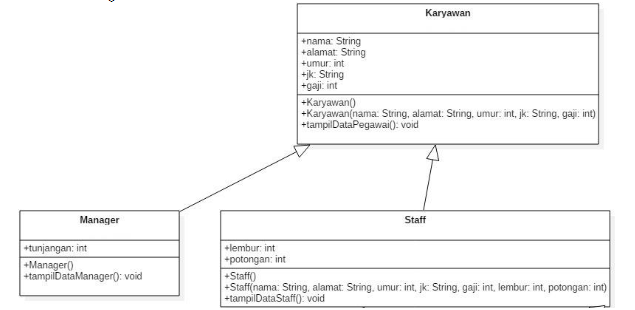 Karyawan
+nama: String
+alamat: String
+umur: int
+jk: String
+gaji: int
+Karyawan()
+Karyawan(nama: String, alamat: String, umur: int, jk: String, gaji: int)
+tampilDataPegawai(): void
Manager
+tunjangan: int
+Manager()
+tampilDataManager(): void
Staff
+lembur: int
+potongan: int
+Staff()
+Staff(nama: String, alamat: String, umur: int, jk: String, gaji: int, lembur: int, potongan: int)
+tampilDataStaff(): void